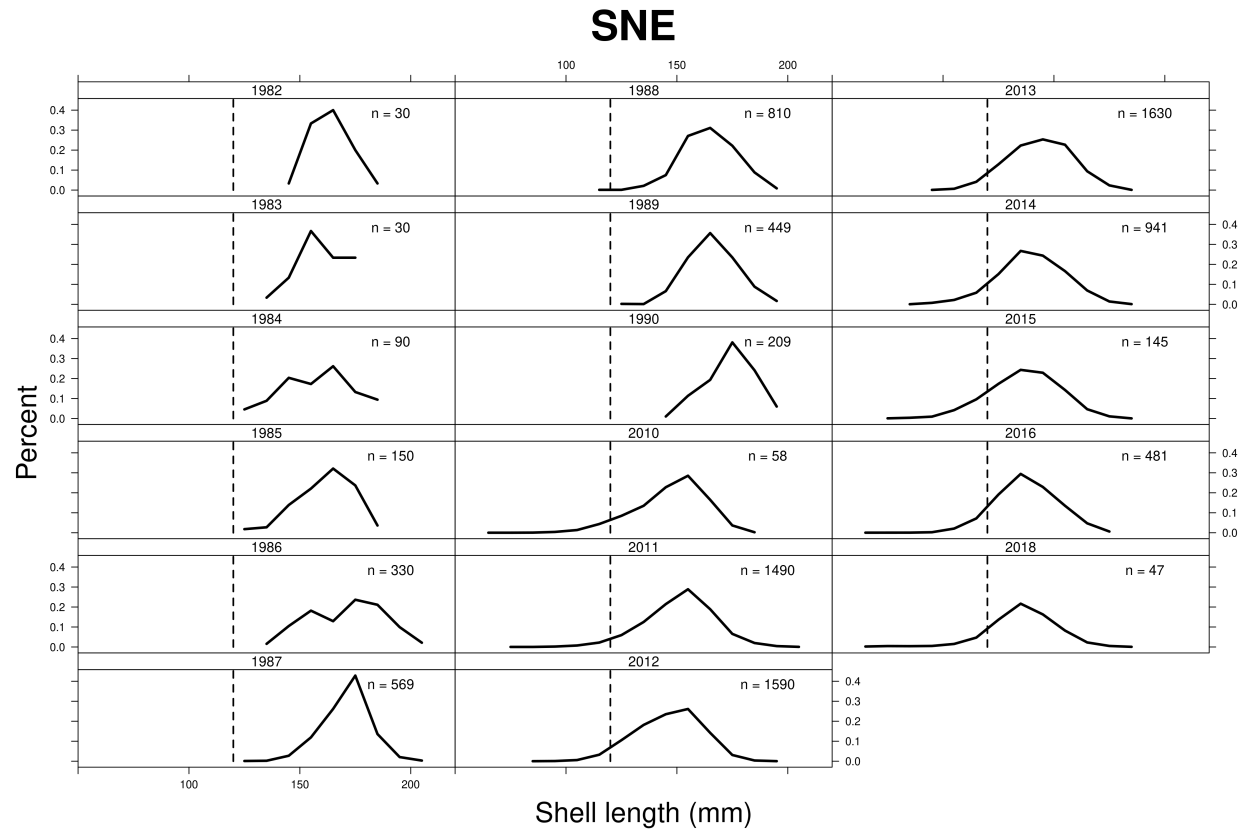 SNE
100 150 200
1982 1988 2013
0.4 n = 30 n = 810 n = 1630
0.3
0.2
0.1
0.0
1983 1989 2014
n = 30 n = 449 n = 941 0.4
0.3
0.2
0.1
0.0
1984 1990 2015
0.4 n = 90 n = 209 n = 145
0.3
0.2
0.1
0.0
Percent
1985 2010 2016
n = 150 n = 58 n = 481 0.4
0.3
0.2
0.1
0.0
1986 2011 2018
0.4 n = 330 n = 1490 n = 47
0.3
0.2
0.1
0.0
1987 2012
n = 569 n = 1590 0.4
0.3
0.2
0.1
0.0
100 150 200
Shell length (mm)